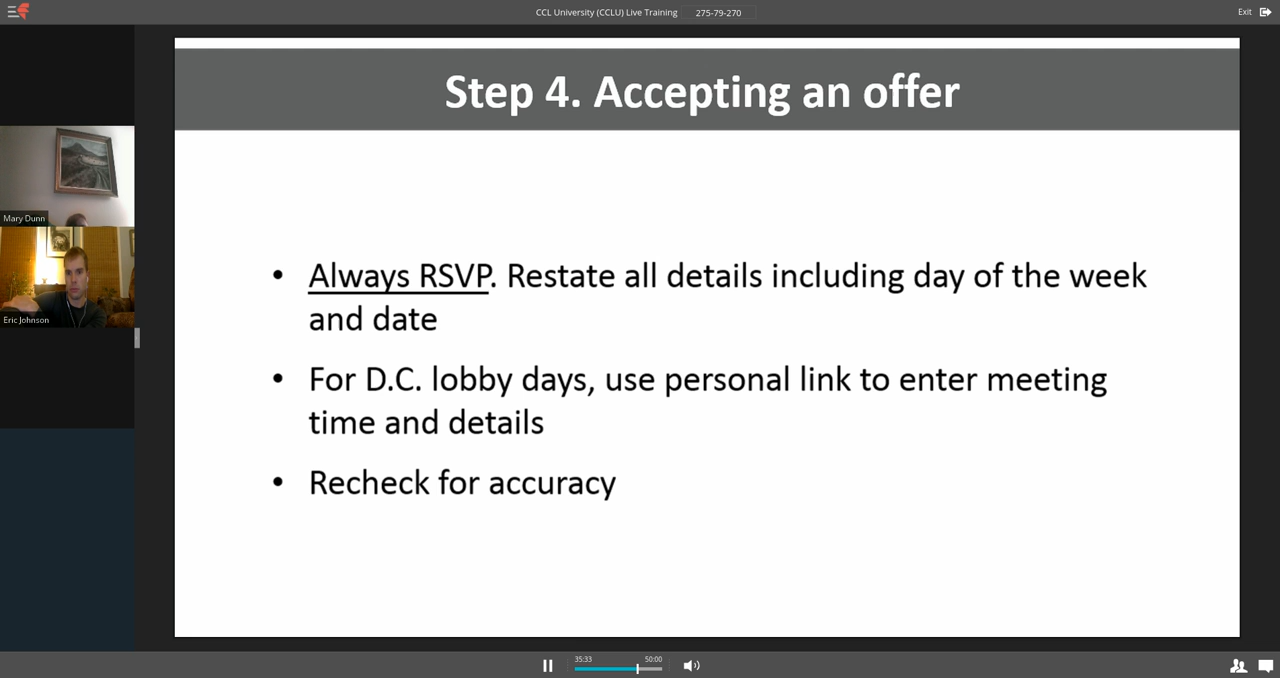 CCL University (CCLU) Live Training 275-79-270
Exit
Step 4. Accepting an offer
Mary Dunn
Eric Johnson
• Always RSVP. Restate all details including day of the week
and date
• For D.C. lobby days, use personal link to enter meeting
time and details
• Recheck for accuracy
35:33 50:00